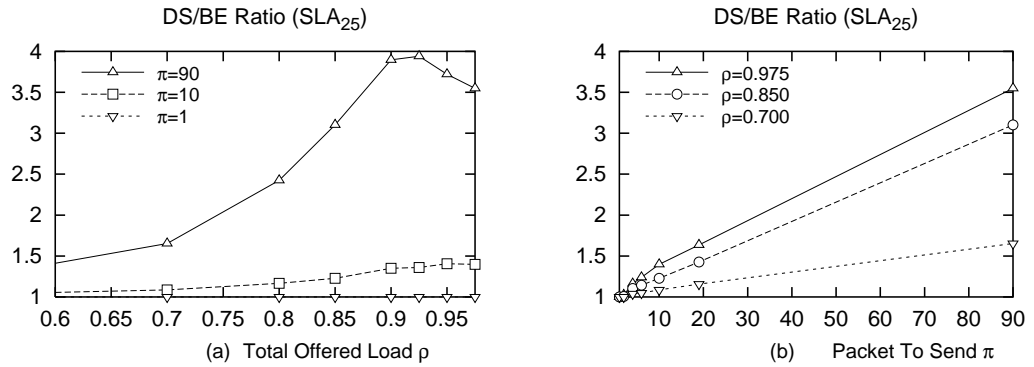 DS/BE Ratio (SLA25)
4
3.5
3
2.5
2
1.5
1
π=90
π=10
π=1
0.6 0.65 0.7 0.75 0.8 0.85 0.9 0.95
(a) Total Offered Load ρ
DS/BE Ratio (SLA25)
4
3.5
3
2.5
2
1.5
1
ρ=0.975
ρ=0.850
ρ=0.700
10 20 30 40 50 60 70 80 90
(b) Packet To Send π